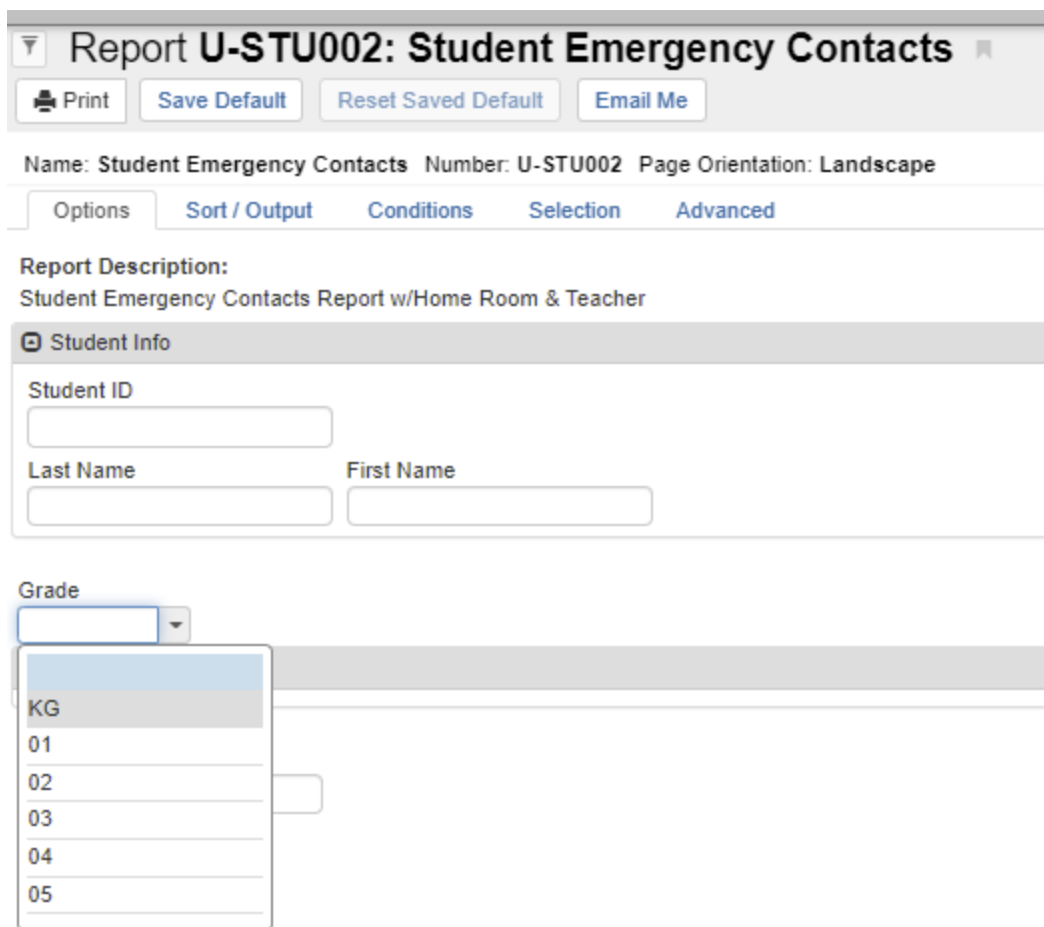 Report U-STU002: Student Emergency Contacts
Print Save Default Reset Saved Default Email Me
Name: Student Emergency Contacts Number: U-STU002 Page Orientation: Landscape
Options Sort / Output Conditions Selection Advanced
Report Description:
Student Emergency Contacts Report w/Home Room & Teacher
Student Info
Student ID
Last Name First Name
Grade
KG
01
02
03
04
05